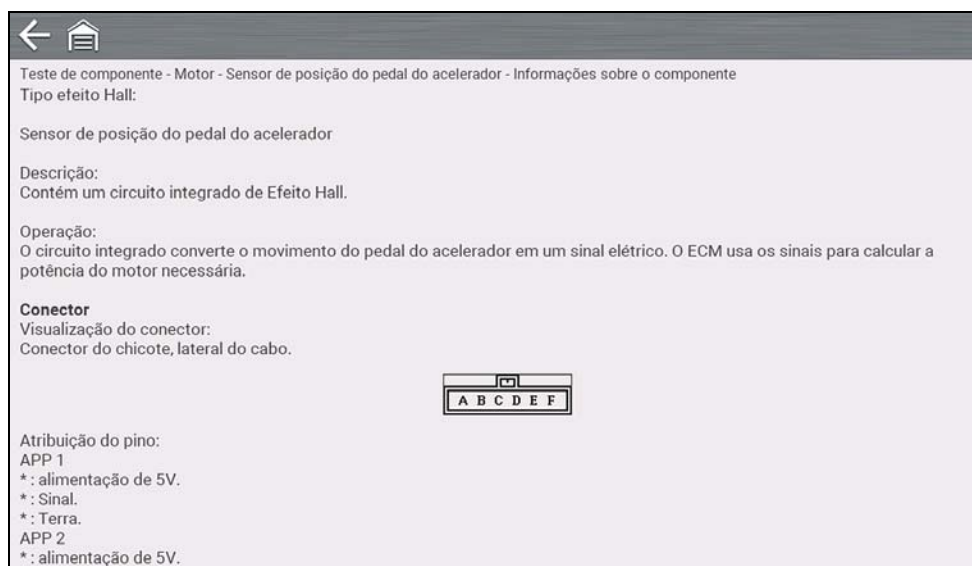 Teste de componente - Motor - Sensor de posição do pedal do acelerador - Informações sobre o componente
Tipo efeito Hall:
Sensor de posição do pedal do acelerador
Descrição:
Contém um circuito integrado de Efeito Hall.
Operação:
O circuito integrado converte o movimento do pedal do acelerador em um sinal elétrico. O ECM usa os sinais para calcular a
potência do motor necessária.
Conector
Visualização do conector:
Conector do chicote, lateral do cabo.
A B C D E F
Atribuição do pino:
APP 1
* : alimentação de 5V.
* : Sinal.
* : Terra.
APP 2
* : alimentação de 5V.